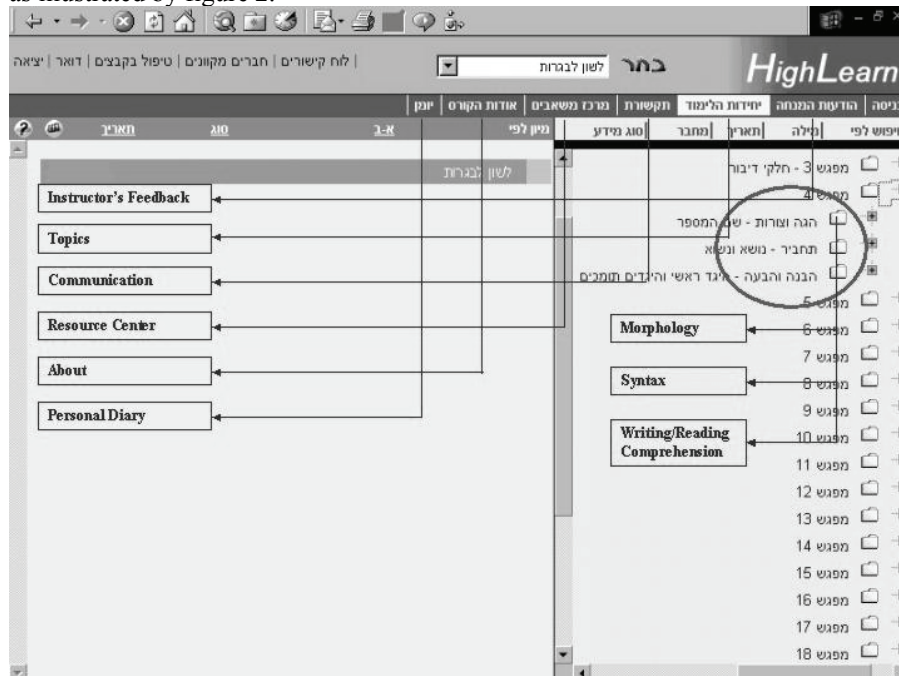 as illustrated by figure 2.
לוח קישורים | חברים מקוונים | טיפול בקבצים | דואר | יציאה
בחר
לשון לבגרות
HighLearn
הודעות המנחה | יחידות הלימוד | תקשורת | מרכז משאבים | אודות הקורס | יומן
חיפוש לפי | מילה | תאריך | מחבר | סוג מידע
מיון לפי
א-ב
סוג
תאריך
לשון לבגרות
Instructor's Feedback
Topics
Communication
Resource Center
About
Personal Diary
מפגש 3 - חלקי דיבור
מפגש 4
הגה וצורות - שם המספר
תחביר - נושא ונשוא
הבנה והבעה - היגד ראשי והיגדים תומכים
מפגש 5
מפגש 6
מפגש 7
מפגש 8
מפגש 9
מפגש 10
מפגש 11
מפגש 12
מפגש 13
מפגש 14
מפגש 15
מפגש 16
מפגש 17
מפגש 18
Morphology
Syntax
Writing/Reading
Comprehension